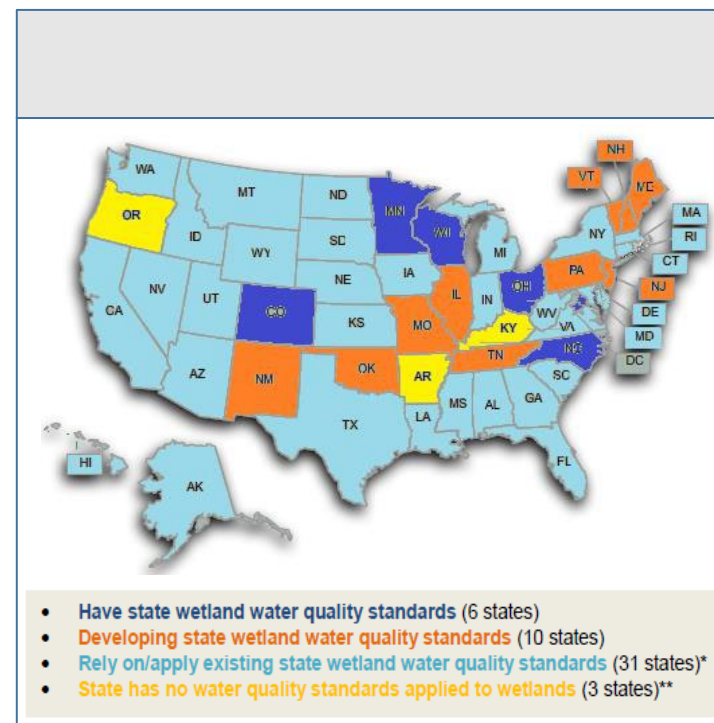 NH
VT
ME
WA
MT
ND
MN
OR
ID
SD
WI
MI
NY
MA
RI
WY
CT
IA
PA
NJ
NE
NV
UT
CO
IL
IN
OH
DE
CA
KS
MO
WV
VA
MD
KY
DC
AZ
NM
OK
TN
NC
AR
SC
TX
LA
MS
AL
GA
FL
HI
AK
• Have state wetland water quality standards (6 states)
• Developing state wetland water quality standards (10 states)
• Rely on/apply existing state wetland water quality standards (31 states)*
• State has no water quality standards applied to wetlands (3 states)**